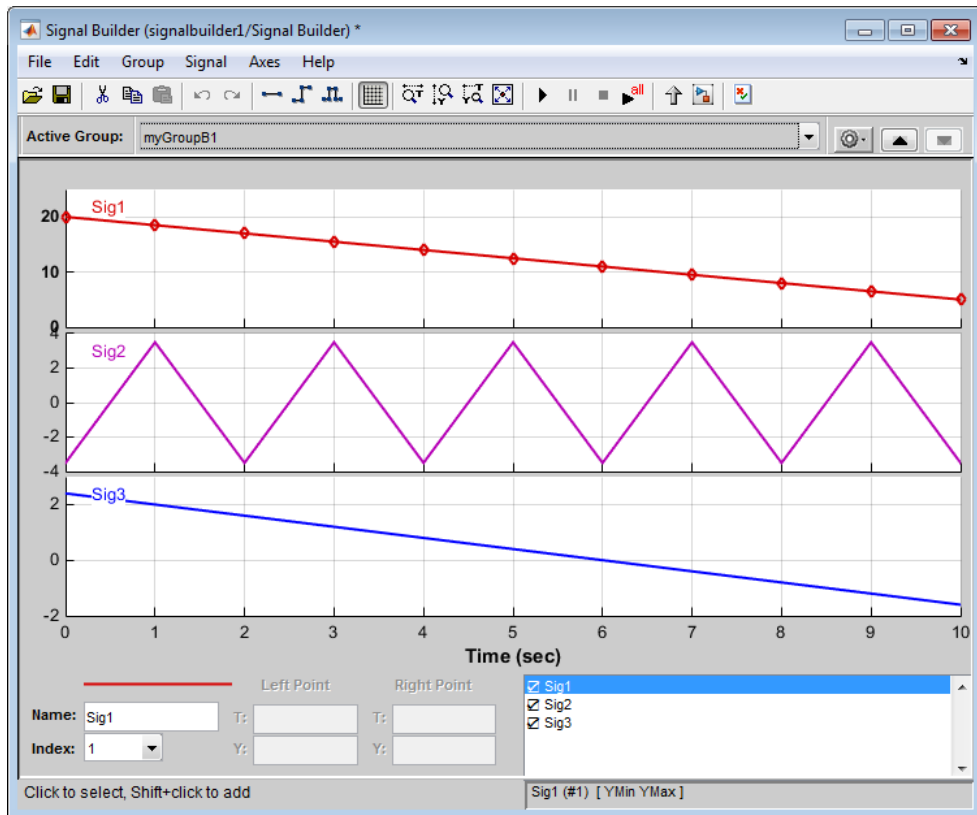 Signal Builder (signalbuilder1/Signal Builder) *
File Edit Group Signal Axes Help
all
Active Group: myGroupB1
Sig1
20
10
0
Sig2
4
2
0
-2
-4
Sig3
2
0
-2
0 1 2 3 4 5 6 7 8 9 10
Time (sec)
Left Point Right Point
Name: Sig1 T: T:
Index: 1 Y: Y:
Sig1
Sig2
Sig3
Click to select, Shift+click to add
Sig1 (#1) [ YMin YMax ]